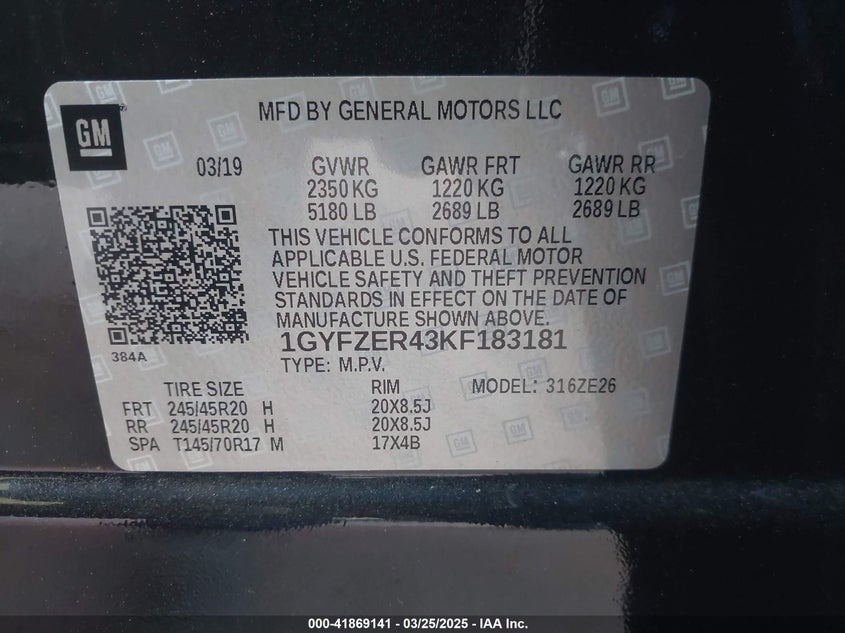 MFD BY GENERAL MOTORS LLC
GM
03/19 GVWR GAWR FRT GAWR RR
2350 KG 1220 KG 1220 KG
5180 LB 2689 LB 2689 LB
THIS VEHICLE CONFORMS TO ALL
APPLICABLE U.S. FEDERAL MOTOR
VEHICLE SAFETY AND THEFT PREVENTION
STANDARDS IN EFFECT ON THE DATE OF
MANUFACTURE SHOWN ABOVE.
384A
1GYFZER43KF183181
TYPE: M.P.V.
TIRE SIZE RIM MODEL: 316ZE26
FRT 245/45R20 H 20X8.5J
RR 245/45R20 H 20X8.5J
SPA T145/70R17 M 17X4B
000-41869141 / 03/25/2025 - IAA Inc.